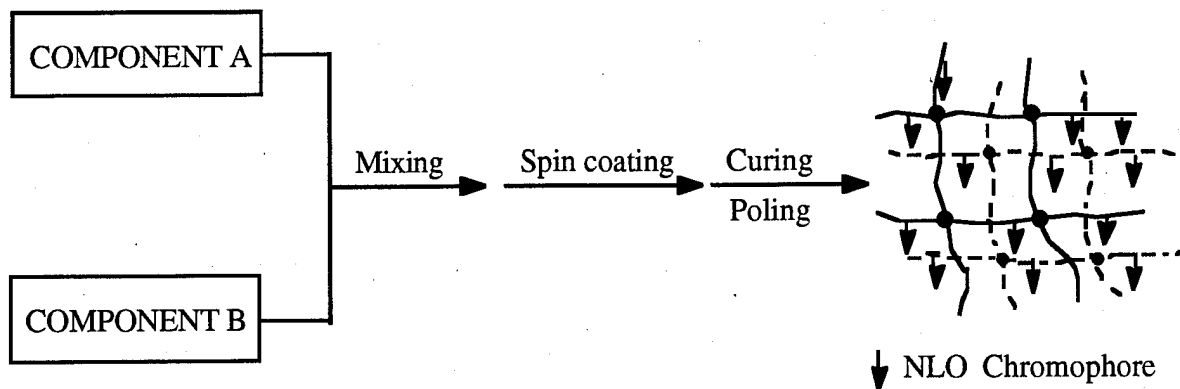 COMPONENT A
Mixing
Spin coating
Curing
Poling
COMPONENT B
NLO Chromophore